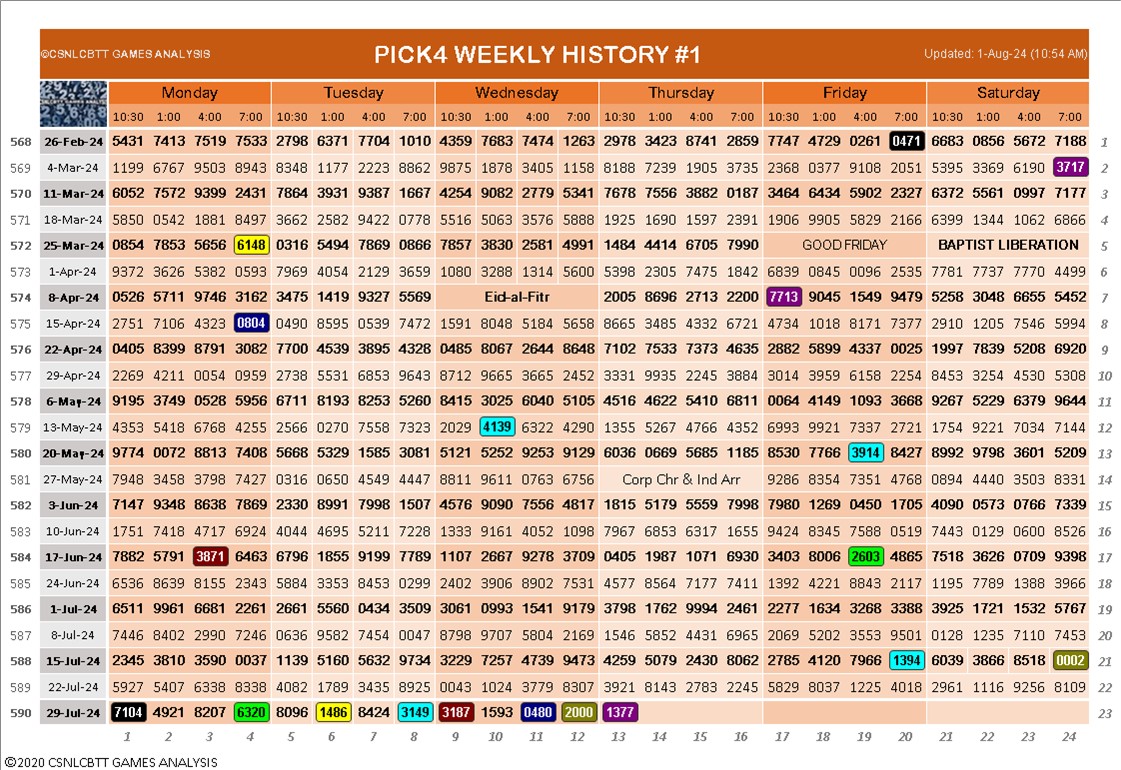 ©CSNLCBTT GAMES ANALYSIS PICK4 WEEKLY HISTORY #1 Updated: 1-Aug-24 (10:54 AM)
Monday Tuesday Wednesday Thursday Friday Saturday
10:30 1:00 4:00 7:00 10:30 1:00 4:00 7:00 10:30 1:00 4:00 7:00 10:30 1:00 4:00 7:00 10:30 1:00 4:00 7:00 10:30 1:00 4:00 7:00
568 26-Feb-24 5431 7413 7519 7533 2798 6371 7704 1010 4359 7683 7474 1263 2978 3423 8741 2859 7747 4729 0261 0471 6683 0856 5672 7188 1
569 4-Mar-24 1199 6767 9503 8943 8348 1177 2223 8862 9875 1878 3405 1158 8188 7239 1905 3735 2368 0377 9108 2051 5395 3369 6190 3717 2
570 11-Mar-24 6052 7572 9399 2431 7864 3931 9387 1667 4254 9082 2779 5341 7678 7556 3882 0187 3464 6434 5902 2327 6372 5561 0997 7177 3
571 18-Mar-24 5850 0542 1881 8497 3662 2582 9422 0778 5516 5063 3576 5888 1925 1690 1597 2391 1906 9905 5829 2166 6399 1344 1062 6866 4
572 25-Mar-24 0854 7853 5656 6148 0316 5494 7869 0866 7857 3830 2581 4991 1484 4414 6705 7990 GOOD FRIDAY BAPTIST LIBERATION 5
573 1-Apr-24 9372 3626 5382 0593 7969 4054 2129 3659 1080 3288 1314 5600 5398 2305 7475 1842 6839 0845 0096 2535 7781 7737 7770 4499 6
574 8-Apr-24 0526 5711 9746 3162 3475 1419 9327 5569 Eid-al-Fitr 2005 8696 2713 2200 7713 9045 1549 9479 5258 3048 6655 5452 7
575 15-Apr-24 2751 7106 4323 0804 0490 8595 0539 7472 1591 8048 5184 5658 8665 3485 4332 6721 4734 1018 8171 7377 2910 1205 7546 5994 8
576 22-Apr-24 0405 8399 8791 3082 7700 4539 3895 4328 0485 8067 2644 8648 7102 7533 7373 4635 2882 5899 4337 0025 1997 7839 5208 6920 9
577 29-Apr-24 2269 4211 0054 0959 2738 5531 6853 9643 8712 9665 3665 2452 3331 9935 2245 3884 3014 3959 6158 2254 8453 3254 4530 5308 10
578 6-May-24 9195 3749 0528 5956 6711 8193 8253 5260 8415 3025 6040 5105 4516 4622 5410 6811 0064 4149 1093 3668 9267 5229 6379 9644 11
579 13-May-24 4353 5418 6768 4255 2566 0270 7558 7323 2029 4139 6322 4290 1355 5267 4766 4352 6993 9921 7337 2721 1754 9221 7034 7144 12
580 20-May-24 9774 0072 8813 7408 5668 5329 1585 3081 5121 5252 9253 9129 6036 0669 5685 1185 8530 7766 3914 8427 8992 9798 3601 5209 13
581 27-May-24 7948 3458 3798 7427 0316 0650 4549 4447 8811 9611 0763 6756 Corp Chr & Ind Arr 9286 8354 7351 4768 0894 4440 3503 8331 14
582 3-Jun-24 7147 9348 8638 7869 2330 8991 7998 1507 4576 9090 7556 4817 1815 5179 5559 7998 7980 1269 0450 1705 4090 0573 0766 7339 15
583 10-Jun-24 1751 7418 4717 6924 4044 4695 5211 7228 1333 9161 4052 1098 7967 6853 6317 1655 9424 8345 7588 0519 7443 0129 0600 8526 16
584 17-Jun-24 7882 5791 3871 6463 6796 1855 9199 7789 1107 2667 9278 3709 0405 1987 1071 6930 3403 8006 2603 4865 7518 3626 0709 9398 17
585 24-Jun-24 6536 8639 8155 2343 5884 3353 8453 0299 2402 3906 8902 7531 4577 8564 7177 7411 1392 4221 8843 2117 1195 7789 1388 3966 18
586 1-Jul-24 6511 9961 6681 2261 2661 5560 0434 3509 3061 0993 1541 9179 3798 1762 9994 2461 2277 1634 3268 3388 3925 1721 1532 5767 19
587 8-Jul-24 7446 8402 2990 7246 0636 9582 7454 0047 8798 9707 5804 2169 1546 5852 4431 6965 2069 5202 3553 9501 0128 1235 7110 7453 20
588 15-Jul-24 2345 3810 3590 0037 1139 5160 5632 9734 3229 7257 4739 9473 4259 5079 2430 8062 2785 4120 7966 1394 6039 3866 8518 0002 21
589 22-Jul-24 5927 5407 6338 8338 4082 1789 3435 8925 0043 1024 3779 8307 3921 8143 2783 2245 5829 8037 1225 4018 2961 1116 9256 8109 22
590 29-Jul-24 7104 4921 8207 6320 8096 1486 8424 3149 3187 1593 0480 2000 1377 23
1 2 3 4 5 6 7 8 9 10 11 12 13 14 15 16 17 18 19 20 21 22 23 24
©2020 CSNLCBTT GAMES ANALYSIS